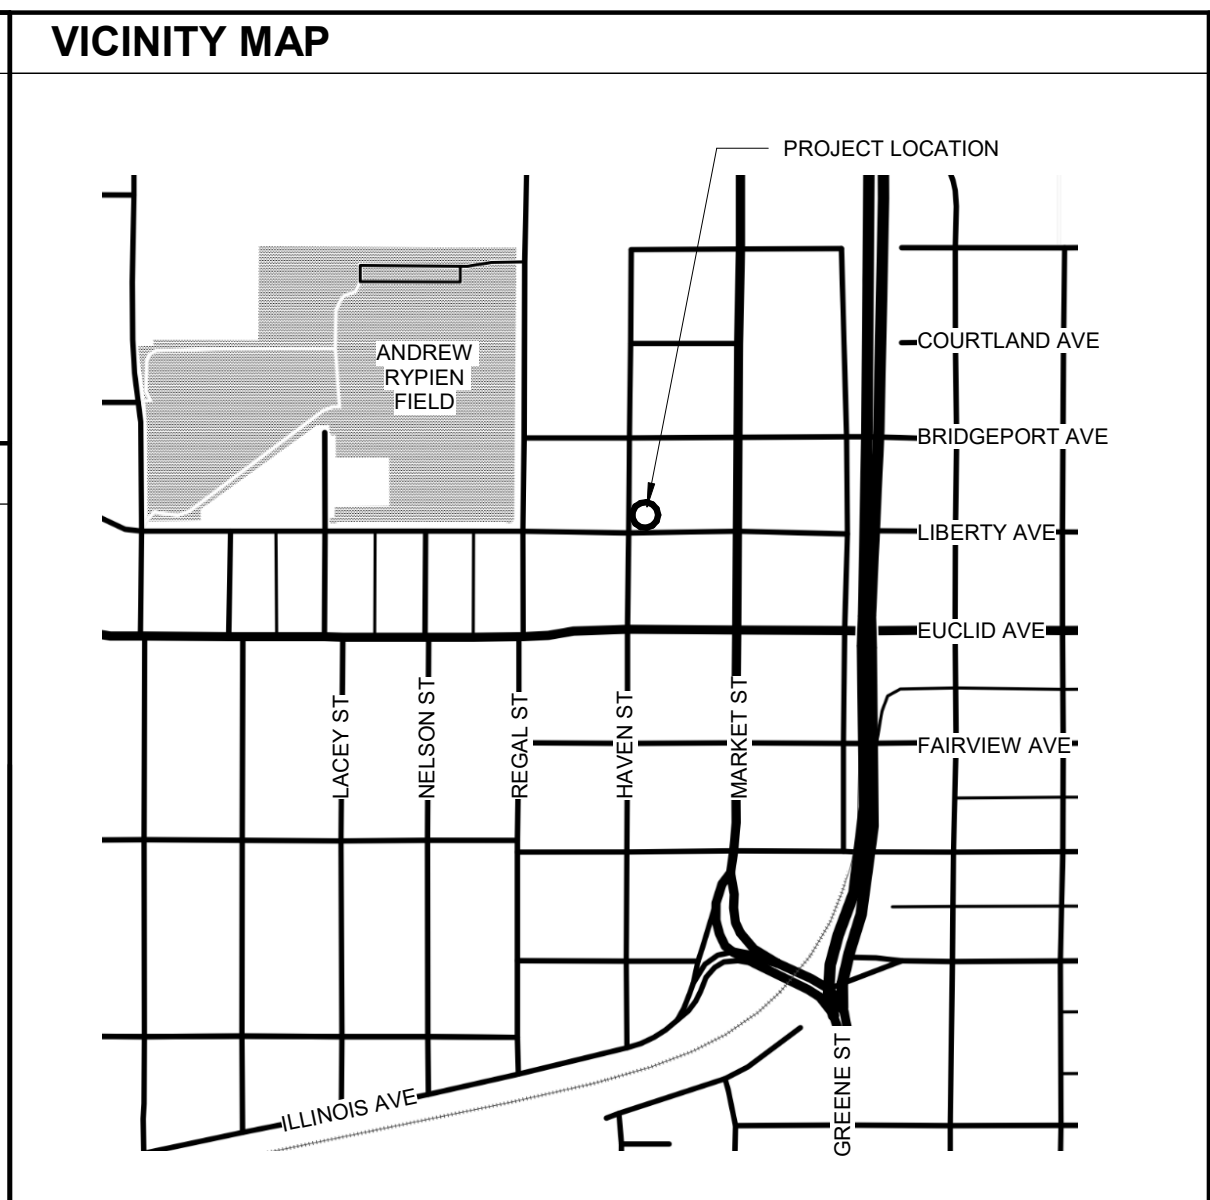 VICINITY MAP
PROJECT LOCATION
ANDREW
RYPIEN
FIELD
COURTLAND AVE
BRIDGEPORT AVE
LIBERTY AVE
EUCLID AVE
LACEY ST
NELSON ST
REGAL ST
HAVEN ST
MARKET ST
FAIRVIEW AVE
ILLINOIS AVE
GREENE ST